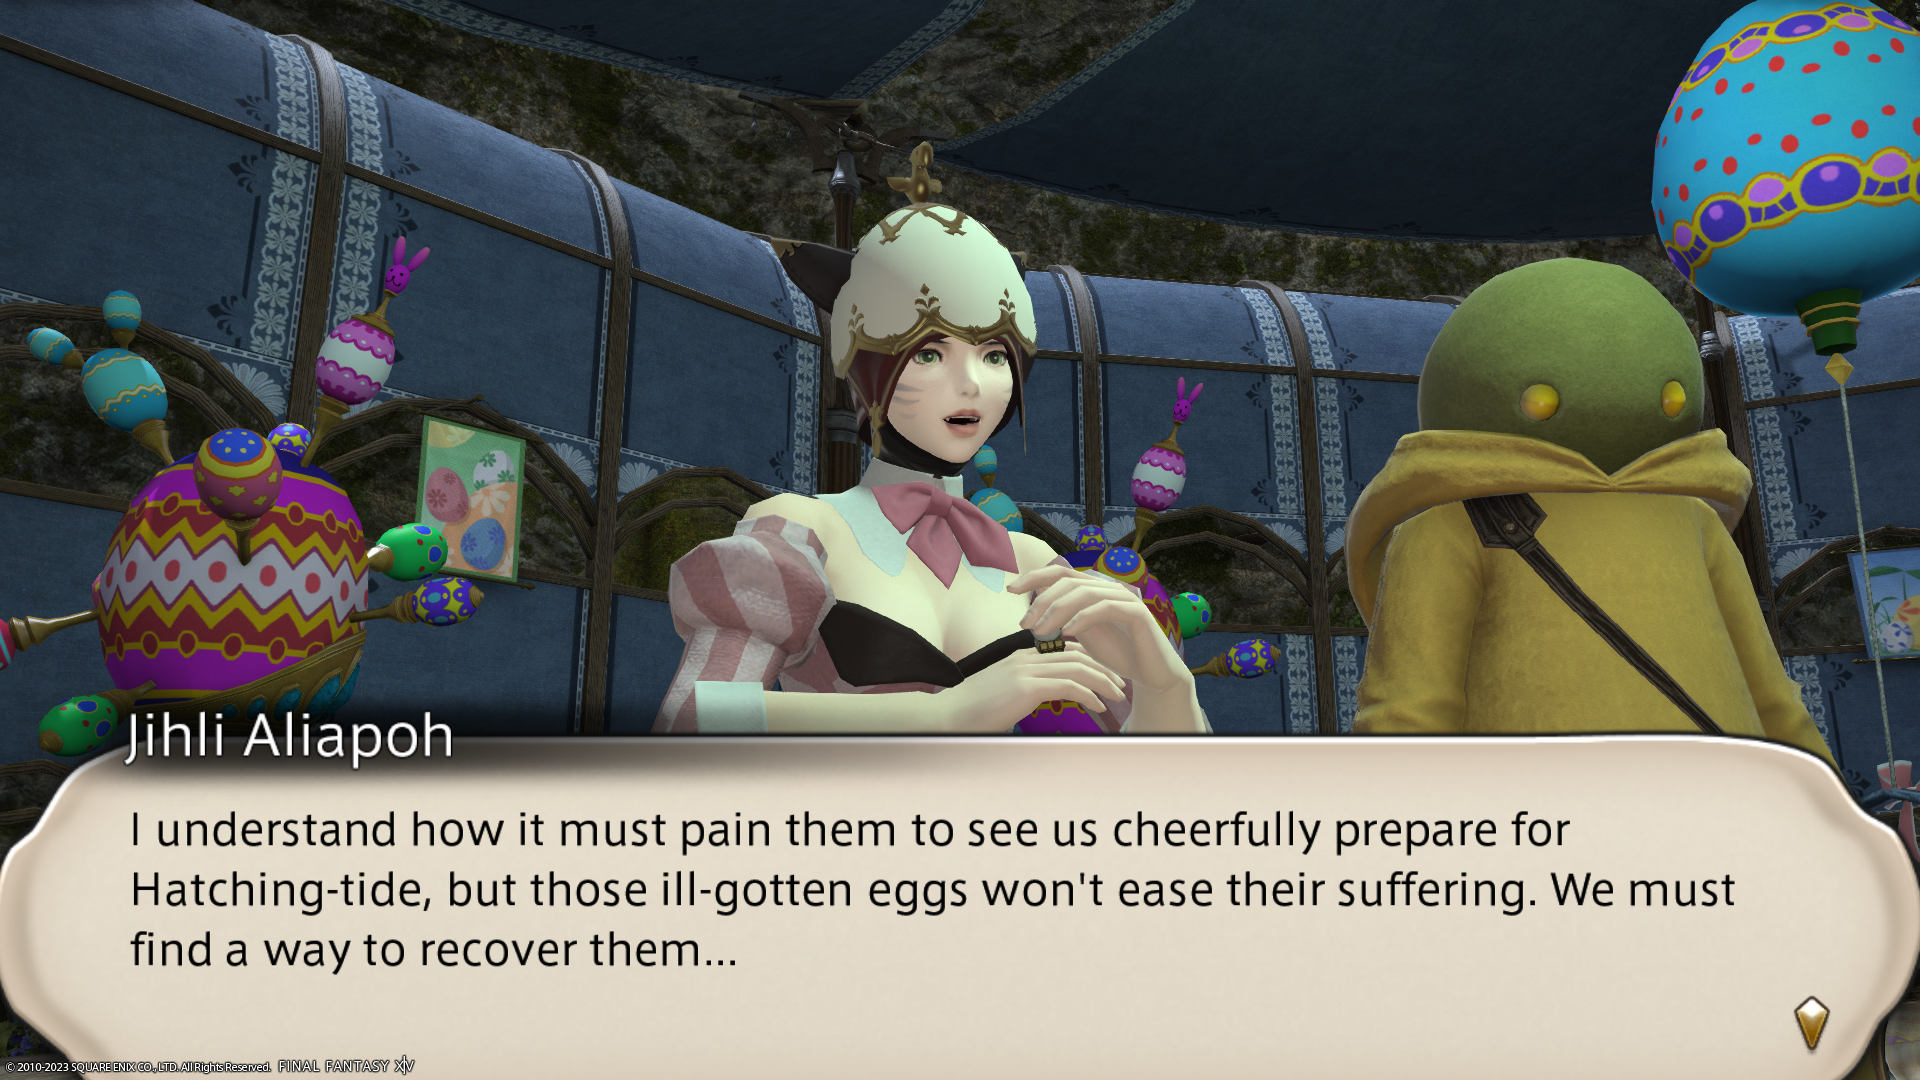 Jihli Aliapoh
I understand how it must pain them to see us cheerfully prepare for
Hatching-tide, but those ill-gotten eggs won't ease their suffering. We must
find a way to recover them...
© 2010-2023 SQUARE ENIX CO., LTD. All Rights Reserved. FINAL FANTASY XIV